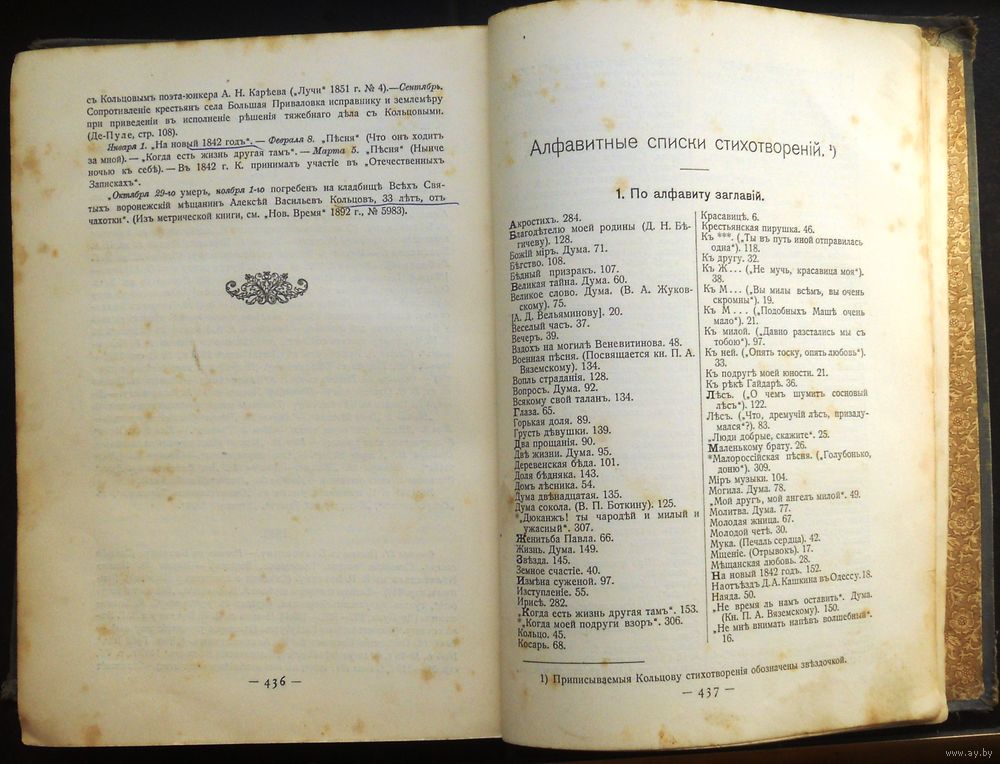 съ Кольцовымъ поэта-юнкера А. Н. Карѣева („Лучи“ 1851 г. № 4).—Сентябрь.
Сопротивленіе крестьян села Большая Приваловка исправнику и землемѣру
при приведеніи въ исполненіе рѣшенія тяжебнаго дѣла съ Кольцовыми.
(Де-Пуле, стр. 108).
Января 1. „На новый 1842 годъ“.—Февраля 8. „Пѣсня“ (Что онъ ходитъ
за мной).—„Когда есть жизнь другая тамъ“.—Марта 5. „Пѣсня“ (Нынче
ночью къ себѣ).—Въ 1842 г. К. принималъ участіе въ „Отечественныхъ
Запискахъ“.
„Октября 29-го умер, ноября 1-го погребен на кладбищѣ Всѣхъ Свя-
тыхъ воронежскій мѣщанин Алексѣй Васильев Кольцовъ, 33 лѣтъ, отъ
чахотки“. (Из метрической книги, см. „Нов. Время“ 1892 г., № 5983).
— 436 —
Алфавитные списки стихотвореній. ¹)
1. По алфавиту заглавій.
Акростихъ. 284.
Благодѣтелю моей родины (Д. Н. Бѣ-
гичеву). 128.
Божій міръ. Дума. 71.
Бѣгство. 108.
Бѣдный призракъ. 107.
Великая тайна. Дума. 60.
Великое слово. Дума. (В. А. Жуков-
скому). 75.
[А. Д. Вельяминову]. 20.
Веселый часъ. 37.
Вечеръ. 39.
Вздохъ на могилѣ Веневитинова. 48.
Военная пѣсня. (Посвящается кн. П. А.
Вяземскому). 134.
Вопль страданія. 128.
Вопросъ. Дума. 92.
Всякому свой таланъ. 134.
Глаза. 65.
Горькая доля. 89.
Грусть дѣвушки. 139.
Два прощанія. 90.
Двѣ жизни. Дума. 95.
Деревенская бѣда. 101.
Доля бѣдняка. 143.
Домъ лѣсника. 54.
Дума двѣнадцатая. 135.
Дума сокола. (В. П. Боткину). 125.
*„Дюканжъ! ты чародѣй и милый и
ужасный“. 307.
Женитьба Павла. 66.
Жизнь. Дума. 149.
Звѣзда. 145.
Земное счастіе. 40.
Измѣна суженой. 97.
Изступленіе. 55.
Ирисѣ. 282.
„Когда есть жизнь другая тамъ“. 153.
*„Когда моей подруги взоръ“. 306.
Кольцо. 45.
Косарь. 68.
Красавицѣ. 6.
Крестьянская пирушка. 46.
Къ ***. („Ты въ путь иной отправилась
одна“). 118.
Къ другу. 32.
Къ Ж... („Не мучь, красавица моя“).
38.
Къ М... („Вы милы всѣмъ, вы очень
скромны“). 19.
Къ М... („Подобныхъ Машѣ очень
мало“). 21.
Къ милой. („Давно разстались мы съ
тобою“). 97.
Къ ней. („Опять тоску, опять любовь“).
33.
Къ подругѣ моей юности. 21.
Къ рѣкѣ Гайдарѣ. 36.
Лѣсъ. („О чемъ шумитъ сосновый
лѣсъ“). 122.
Лѣсъ. („Что, дремучій лѣсъ, призаду-
мался“?). 83.
„Люди добрые, скажите“. 25.
Маленькому брату. 26.
*Малороссійская пѣсня. („Голубонько,
доню“). 309.
Міръ музыки. 104.
Могила. Дума. 78.
„Мой другъ, мой ангелъ милой“. 49.
Молитва. Дума. 77.
Молодая жница. 67.
Молодой четѣ. 30.
Мука. (Печаль сердца). 42.
Мщеніе. (Отрывокъ). 17.
Мѣщанская любовь. 28.
На новый 1842 годъ. 152.
На отъѣздъ Д. А. Кашкина въ Одессу. 18.
Наяда. 50.
„Не время ль намъ оставить“. Дума.
(Кн. П. А. Вяземскому). 150.
„Не мнѣ внимать напѣвъ волшебный“.
16.
1) Приписываемыя Кольцову стихотворенія обозначены звѣздочкой.
— 437 —
www.ay.by